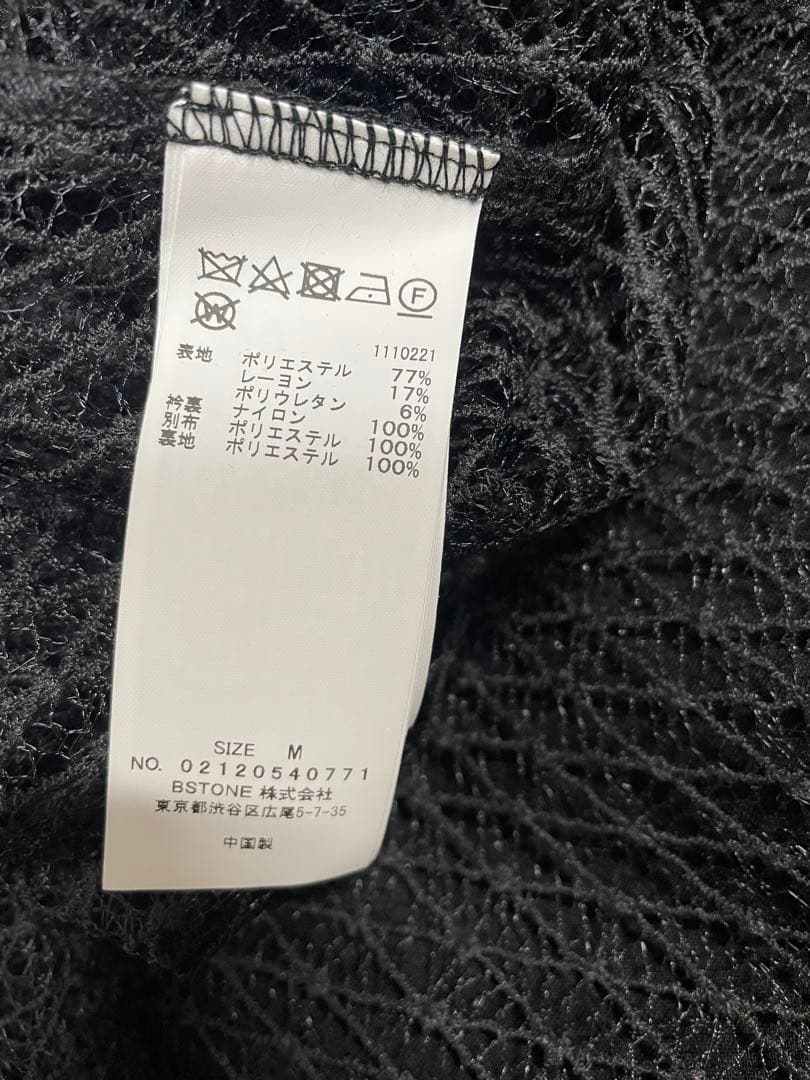 F
W
1110221
表地 ポリエステル 77%
レーヨン 17%
ポリウレタン 6%
衿裏 ナイロン 100%
別布 ポリエステル 100%
裏地 ポリエステル 100%
SIZE M
NO. 02120540771
BSTONE 株式会社
東京都渋谷区広尾5-7-35
中国製